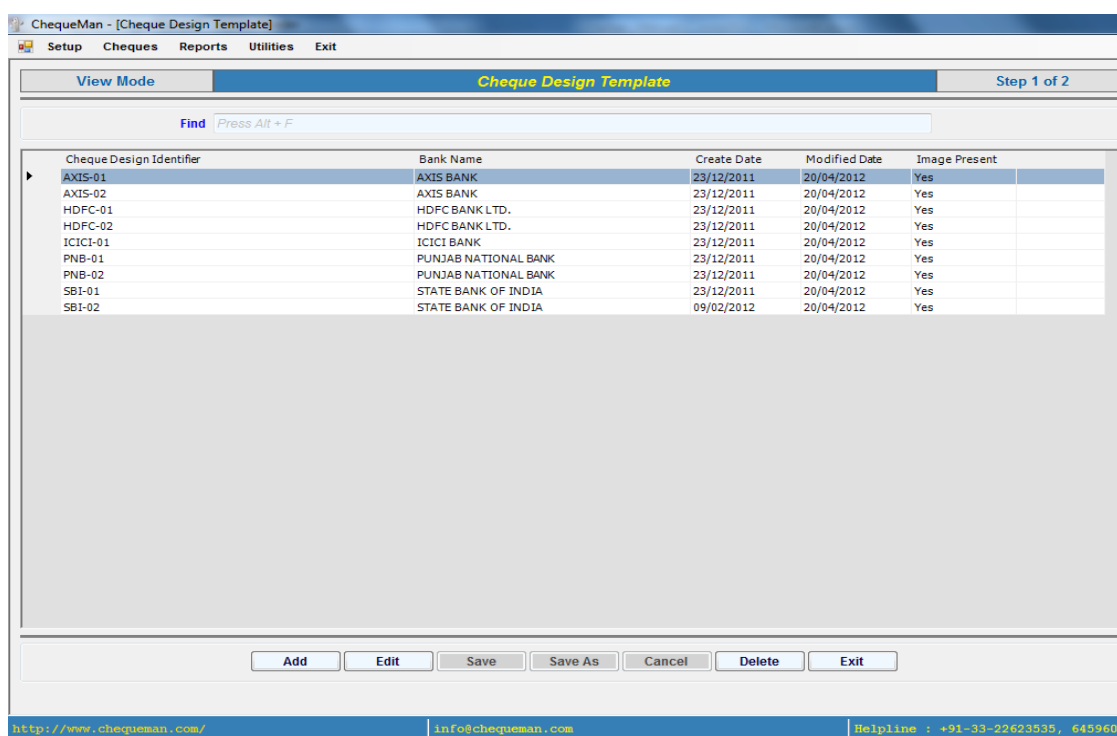 ChequeMan - [Cheque Design Template]
Setup Cheques Reports Utilities Exit
View Mode Cheque Design Template Step 1 of 2
Find Press Alt + F
Cheque Design Identifier Bank Name Create Date Modified Date Image Present
AXIS-01 AXIS BANK 23/12/2011 20/04/2012 Yes
AXIS-02 AXIS BANK 23/12/2011 20/04/2012 Yes
HDFC-01 HDFC BANK LTD. 23/12/2011 20/04/2012 Yes
HDFC-02 HDFC BANK LTD. 23/12/2011 20/04/2012 Yes
ICICI-01 ICICI BANK 23/12/2011 20/04/2012 Yes
PNB-01 PUNJAB NATIONAL BANK 23/12/2011 20/04/2012 Yes
PNB-02 PUNJAB NATIONAL BANK 23/12/2011 20/04/2012 Yes
SBI-01 STATE BANK OF INDIA 23/12/2011 20/04/2012 Yes
SBI-02 STATE BANK OF INDIA 09/02/2012 20/04/2012 Yes
Add Edit Save Save As Cancel Delete Exit
http://www.chequeman.com/ info@chequeman.com Helpline : +91-33-22623535, 645960